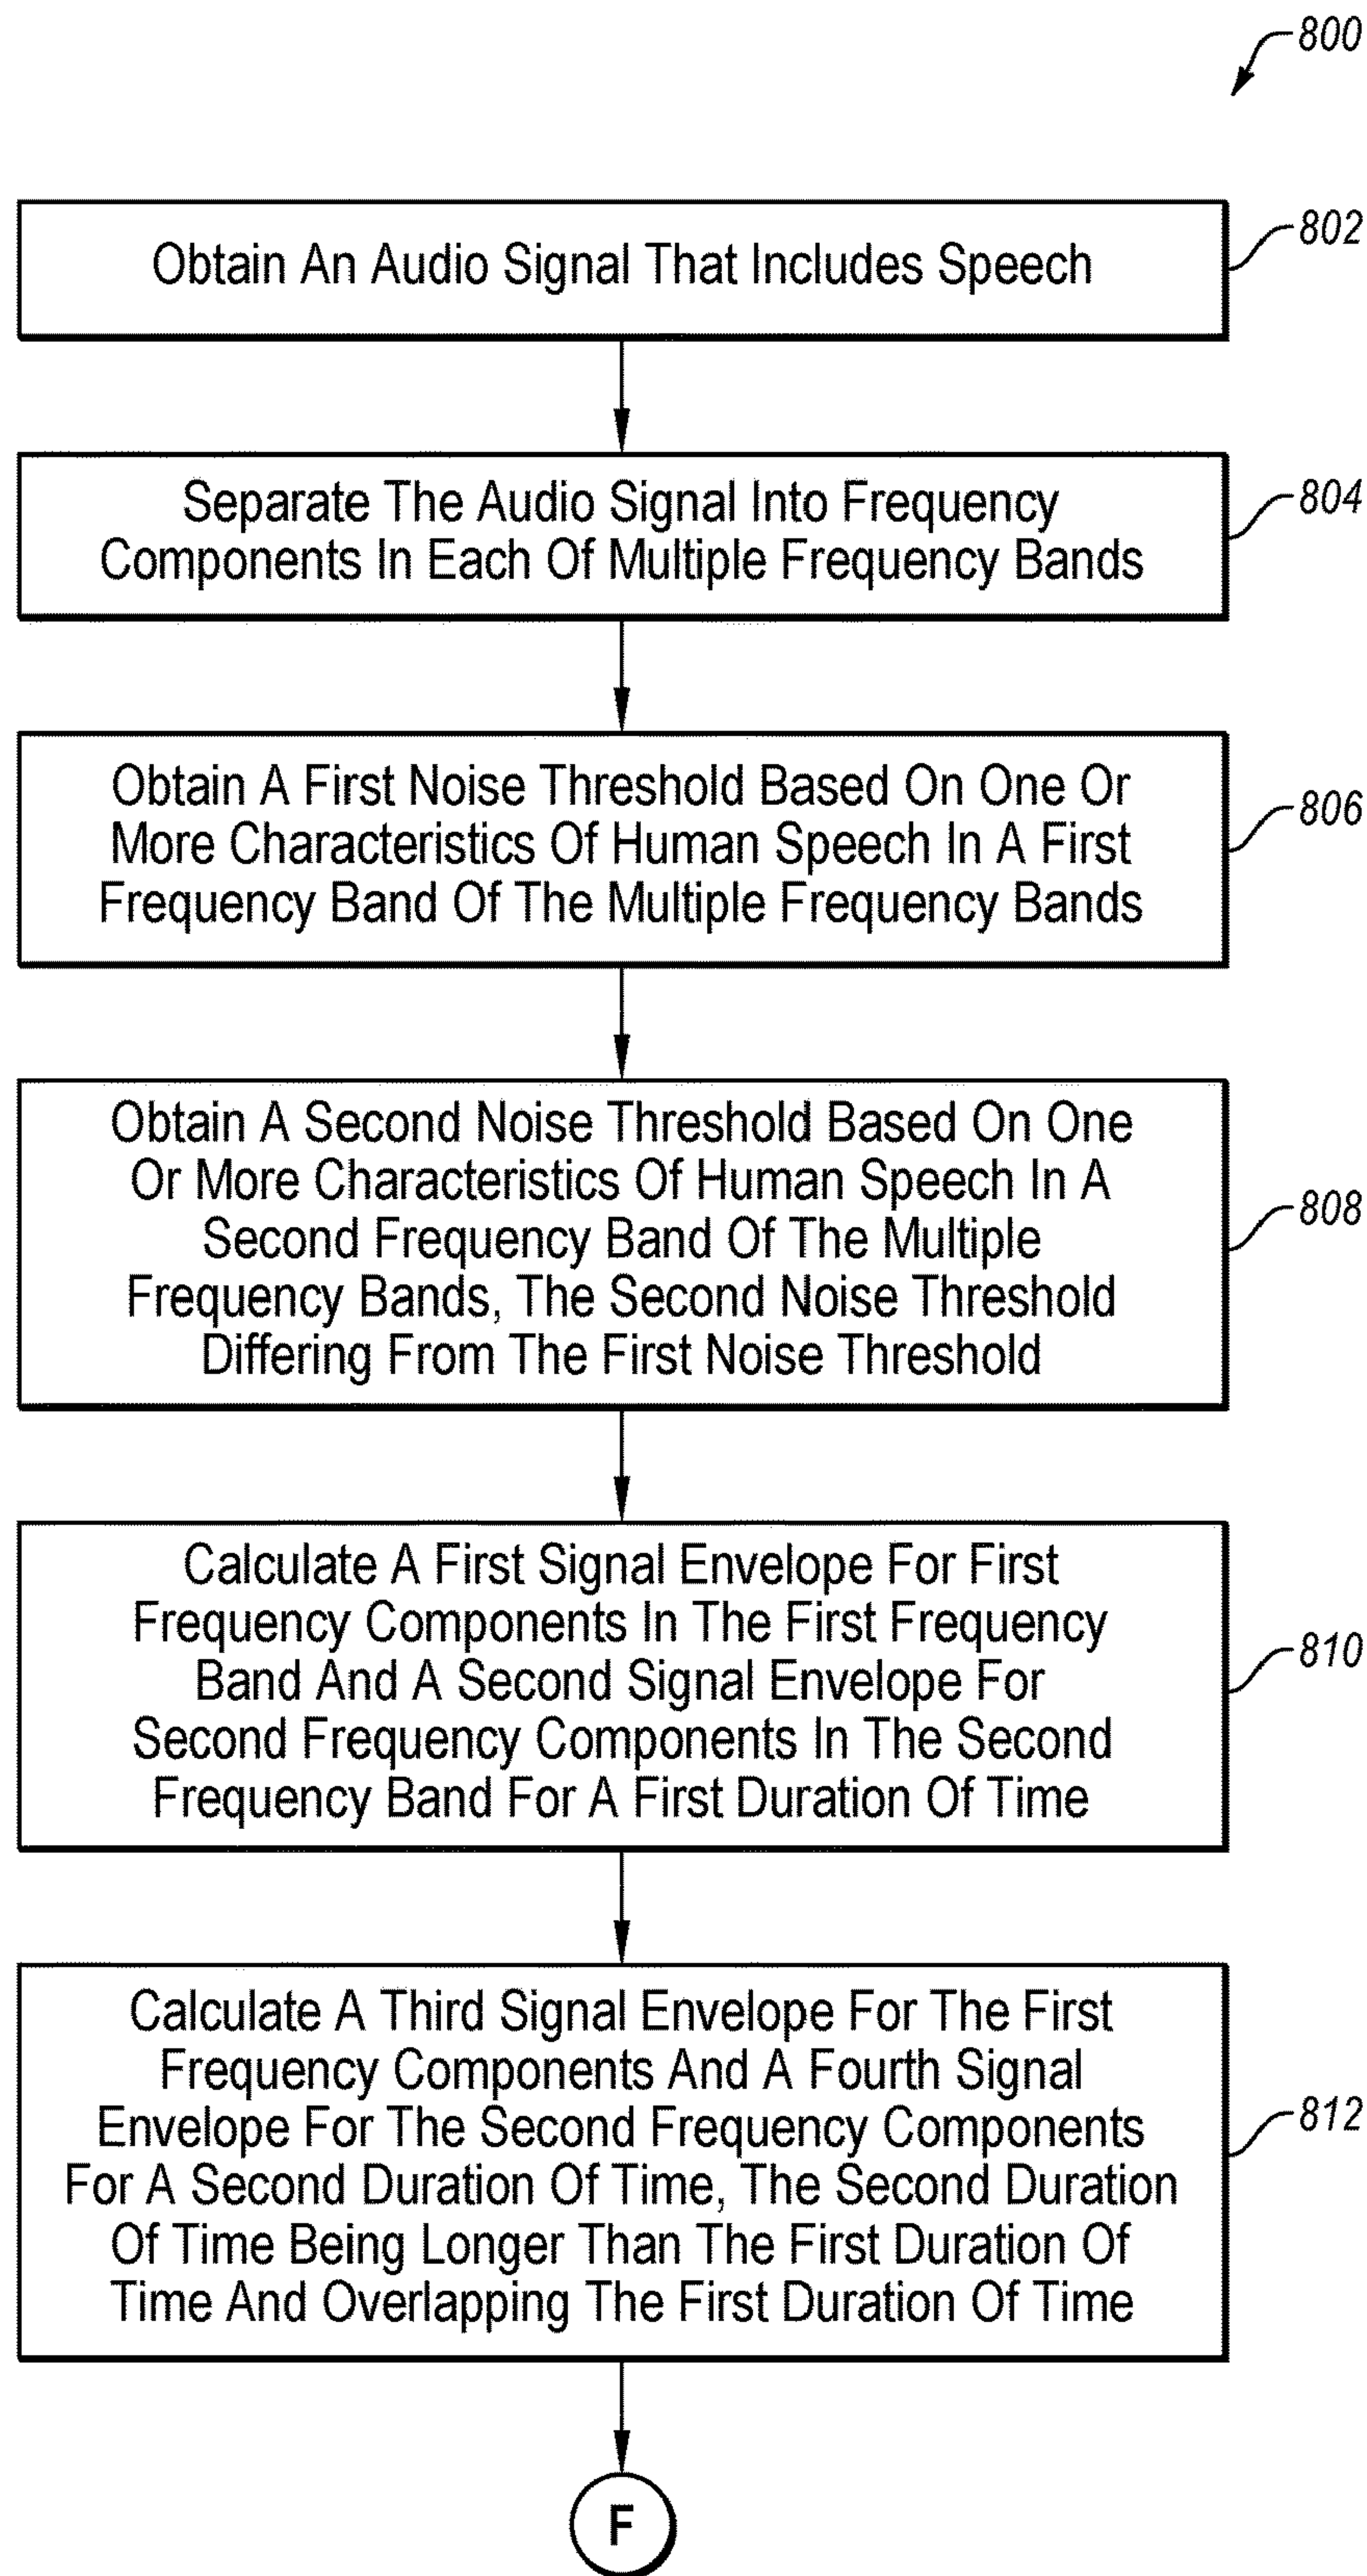 800
Obtain An Audio Signal That Includes Speech
802
Separate The Audio Signal Into Frequency
Components In Each Of Multiple Frequency Bands
804
Obtain A First Noise Threshold Based On One Or
More Characteristics Of Human Speech In A First
Frequency Band Of The Multiple Frequency Bands
806
Obtain A Second Noise Threshold Based On One
Or More Characteristics Of Human Speech In A
Second Frequency Band Of The Multiple
Frequency Bands, The Second Noise Threshold
Differing From The First Noise Threshold
808
Calculate A First Signal Envelope For First
Frequency Components In The First Frequency
Band And A Second Signal Envelope For
Second Frequency Components In The Second
Frequency Band For A First Duration Of Time
810
Calculate A Third Signal Envelope For The First
Frequency Components And A Fourth Signal
Envelope For The Second Frequency Components
For A Second Duration Of Time, The Second Duration
Of Time Being Longer Than The First Duration Of
Time And Overlapping The First Duration Of Time
812
F